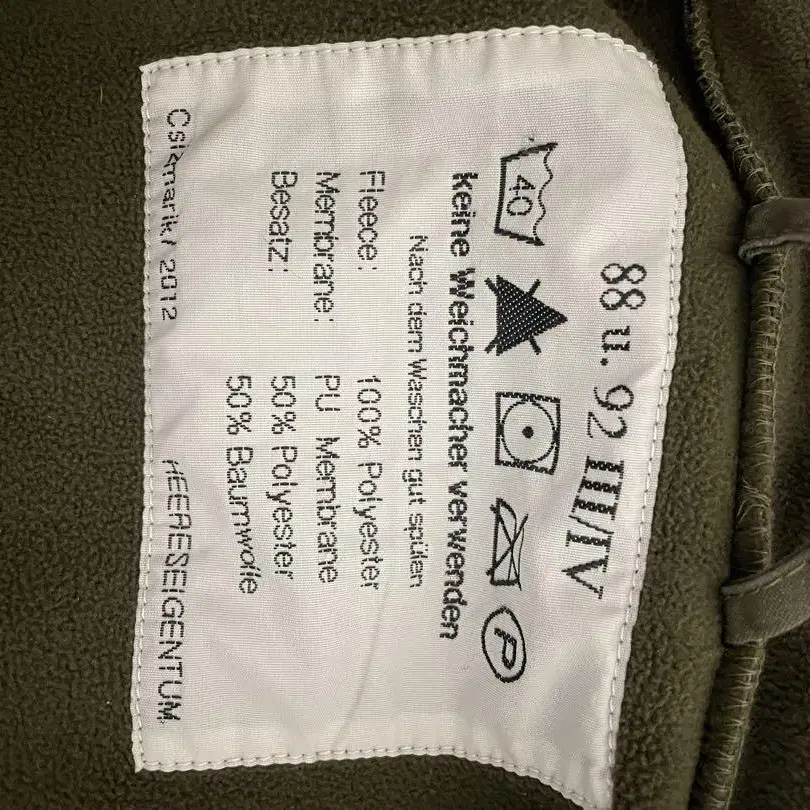 88 u. 92 III/IV
40 P
keine Weichmacher verwenden
Nach dem Waschen gut spülen
Fleece: 100% Polyester
Membrane: PU Membrane
Besatz: 50% Polyester
50% Baumwolle
Csikmarik / 2012 HEERESEIGENTUM